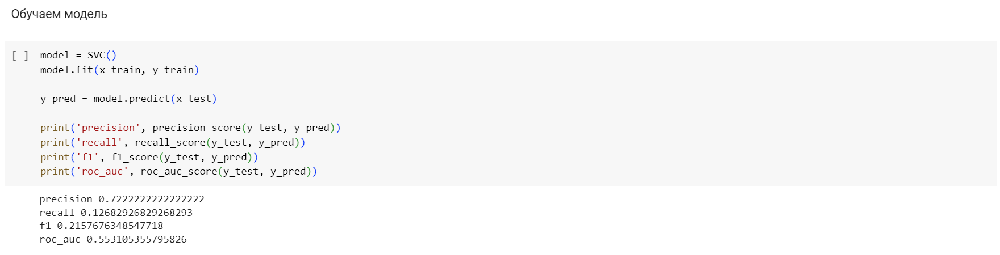 Обучаем модель
[ ] model = SVC()
model.fit(x_train, y_train)
y_pred = model.predict(x_test)
print('precision', precision_score(y_test, y_pred))
print('recall', recall_score(y_test, y_pred))
print('f1', f1_score(y_test, y_pred))
print('roc_auc', roc_auc_score(y_test, y_pred))
precision 0.7222222222222222
recall 0.12682926829268293
f1 0.2157676348547718
roc_auc 0.553105355795826